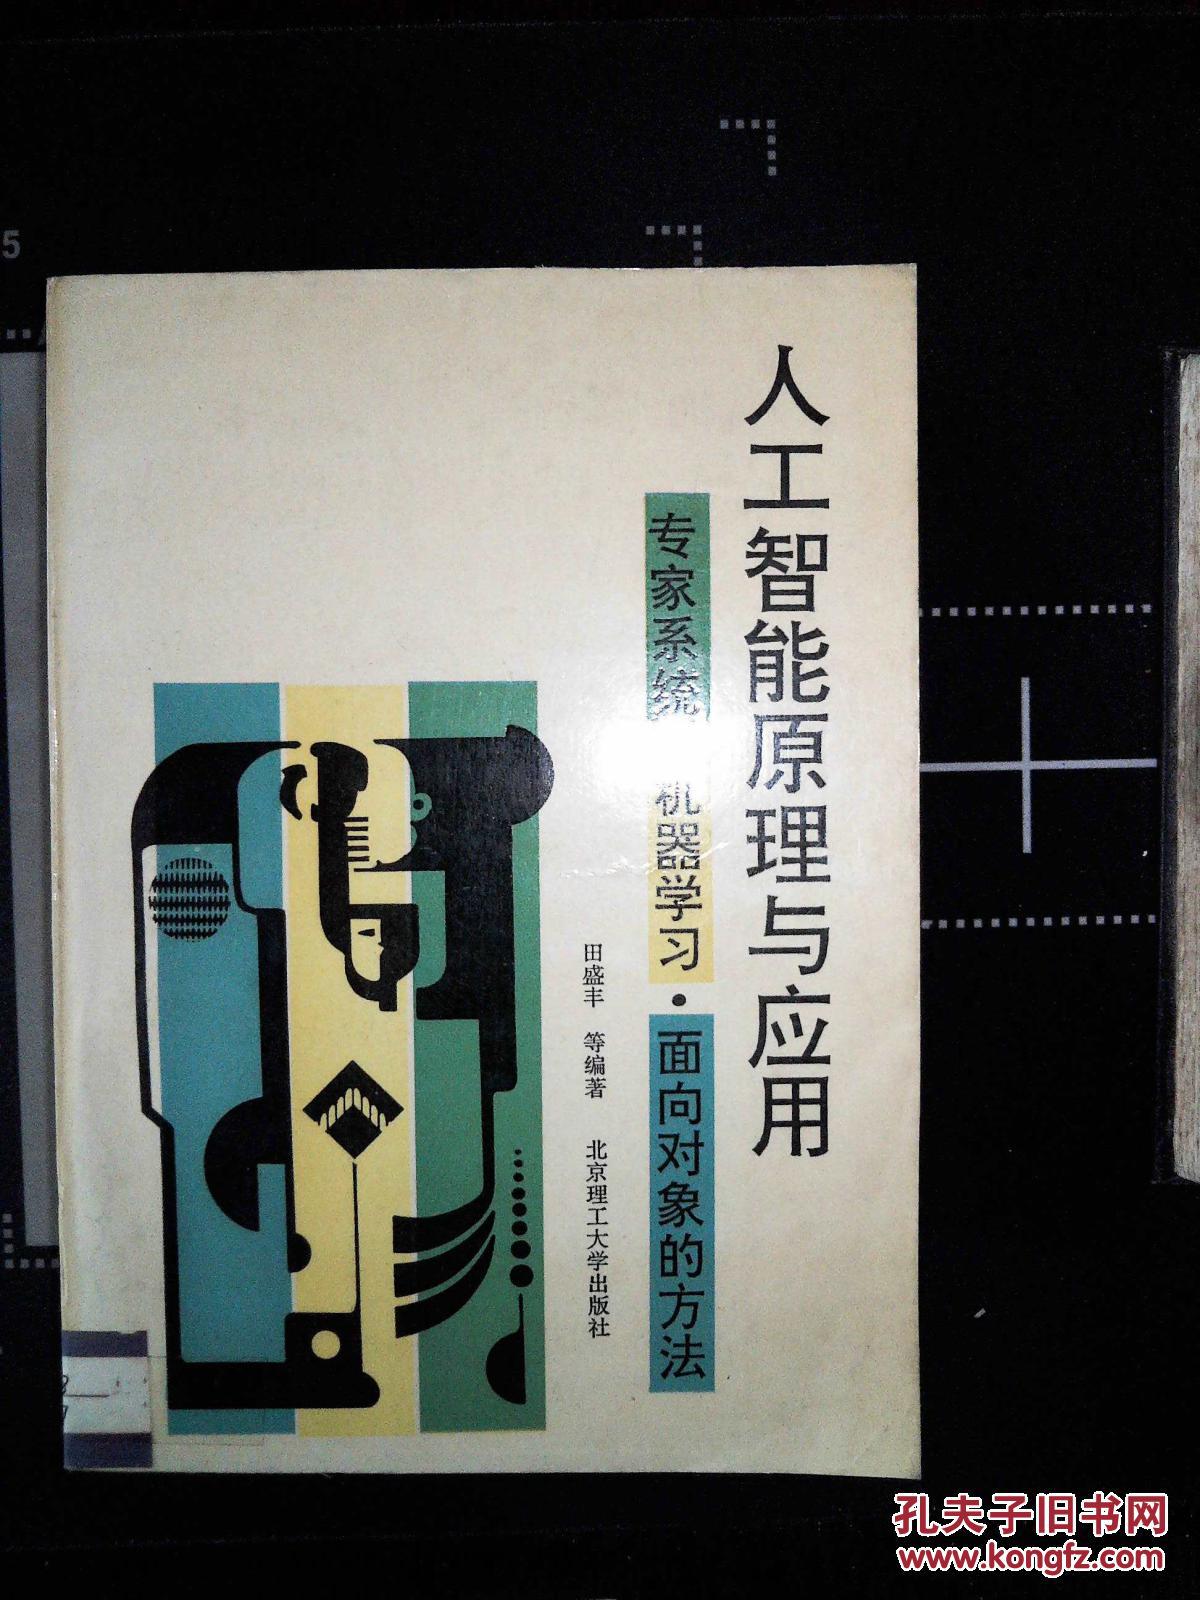 人工智能原理与应用
专家系统 机器学习·面向对象的方法
田盛丰 等编著 北京理工大学出版社
5
孔夫子旧书网
www.kongfz.com